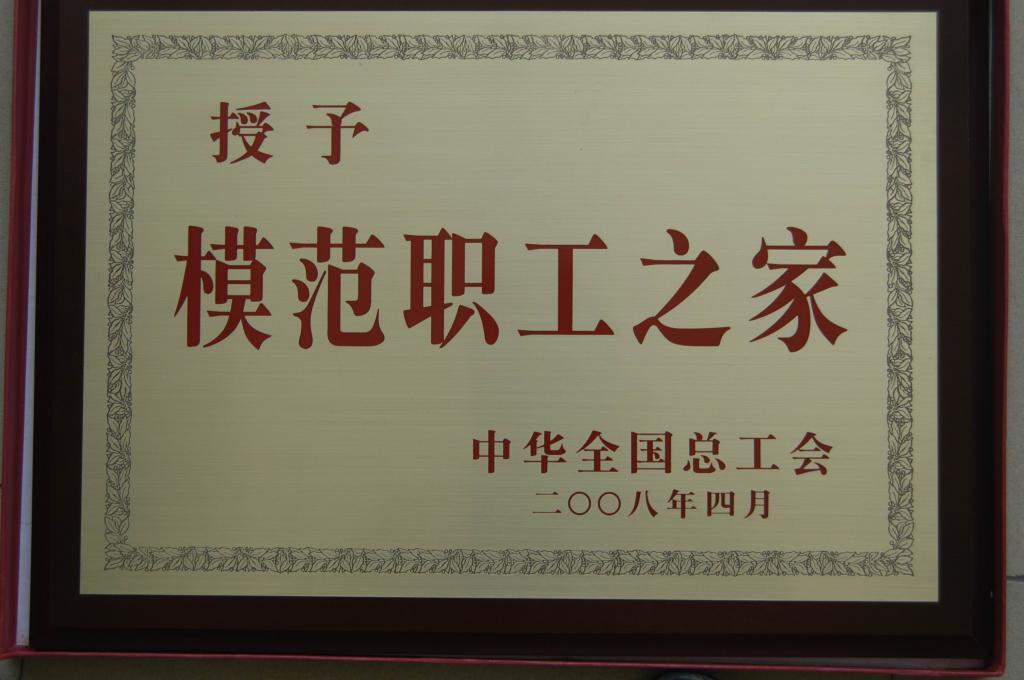 授予
模范职工之家
中华全国总工会
二〇〇八年四月